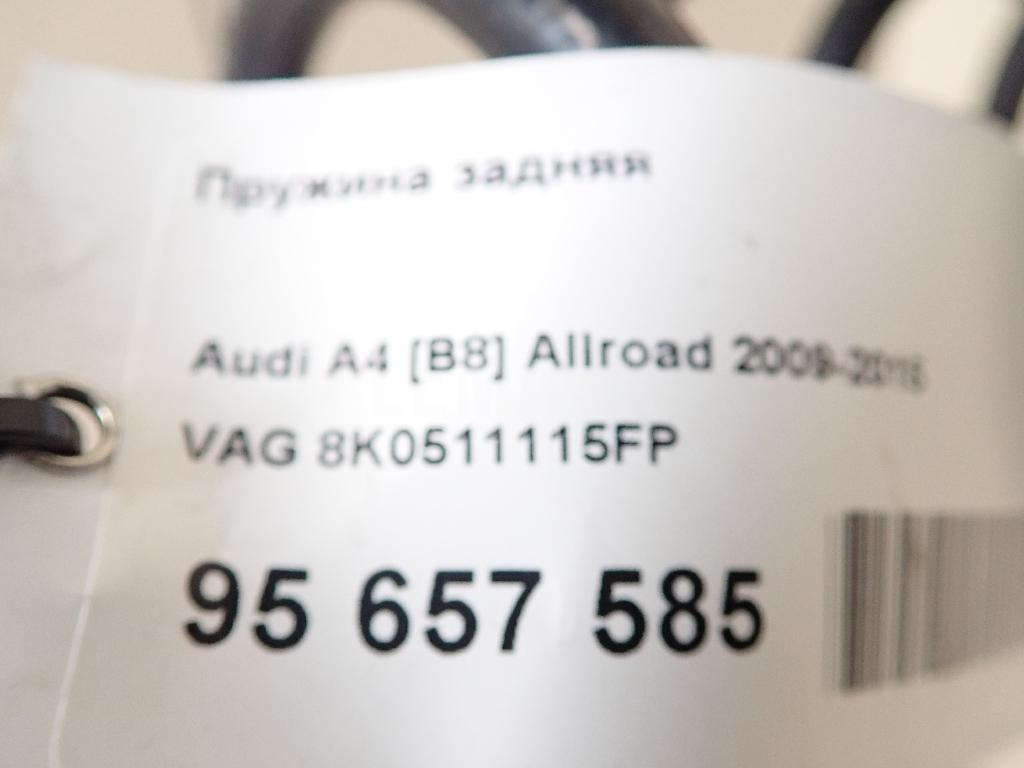 Пружина задняя
Audi A4 [B8] Allroad 2009-2015
VAG 8K0511115FP
95 657 585